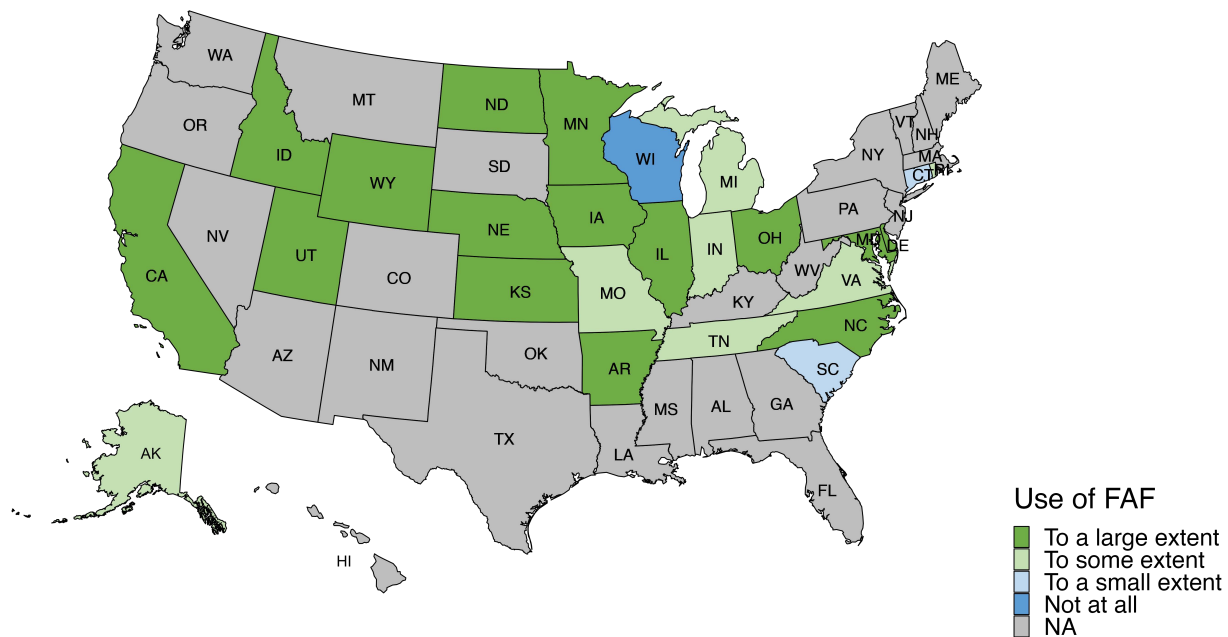 WA
ME
MT
ND
VT
OR
MN
NH
ID
SD
WI
NY
MA
RI
CT
WY
MI
PA
IA
NJ
NE
NV
OH
MD
DE
UT
IL
IN
CA
CO
WV
VA
KS
MO
KY
NC
TN
AZ
OK
NM
AR
SC
MS
AL
GA
TX
LA
AK
FL
HI
Use of FAF
To a large extent
To some extent
To a small extent
Not at all
NA